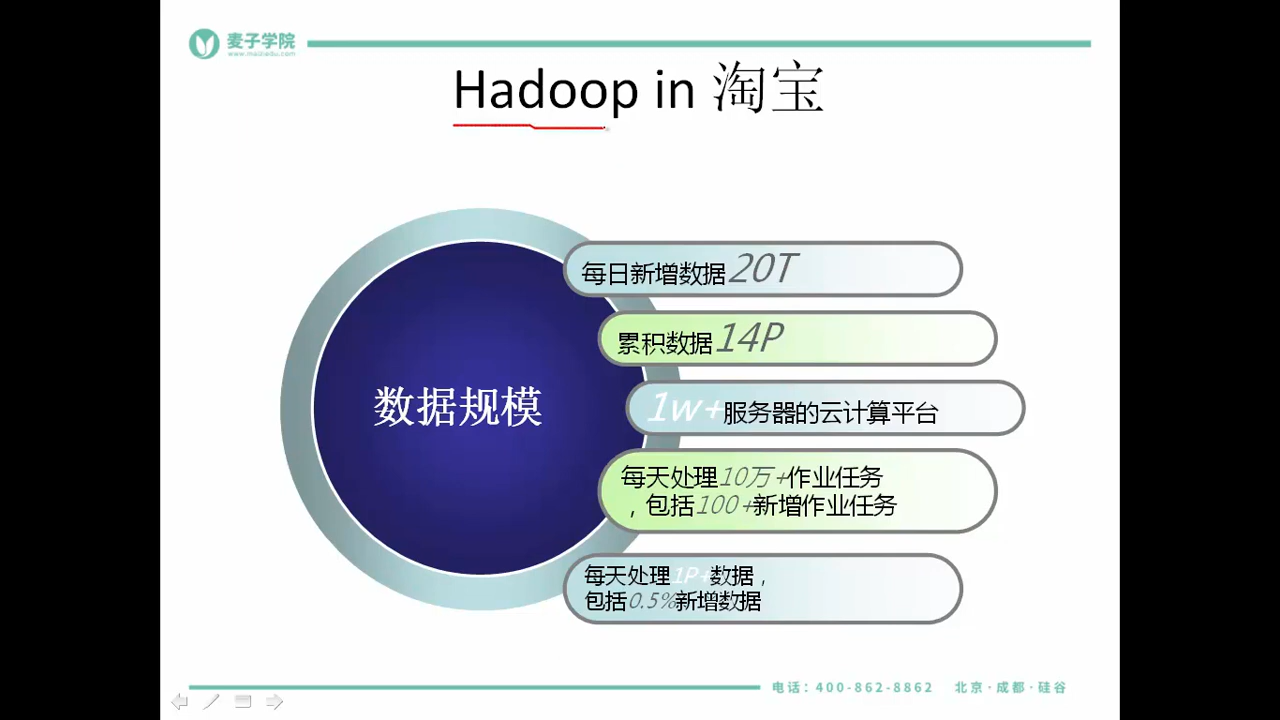 麦子学院
www.maiziedu.com
Hadoop in 淘宝
数据规模
每日新增数据20T
累积数据14P
1w+服务器的云计算平台
每天处理10万+作业任务
，包括100+新增作业任务
每天处理1P+数据，
包括0.5%新增数据
电话：400-862-8862 北京·成都·硅谷